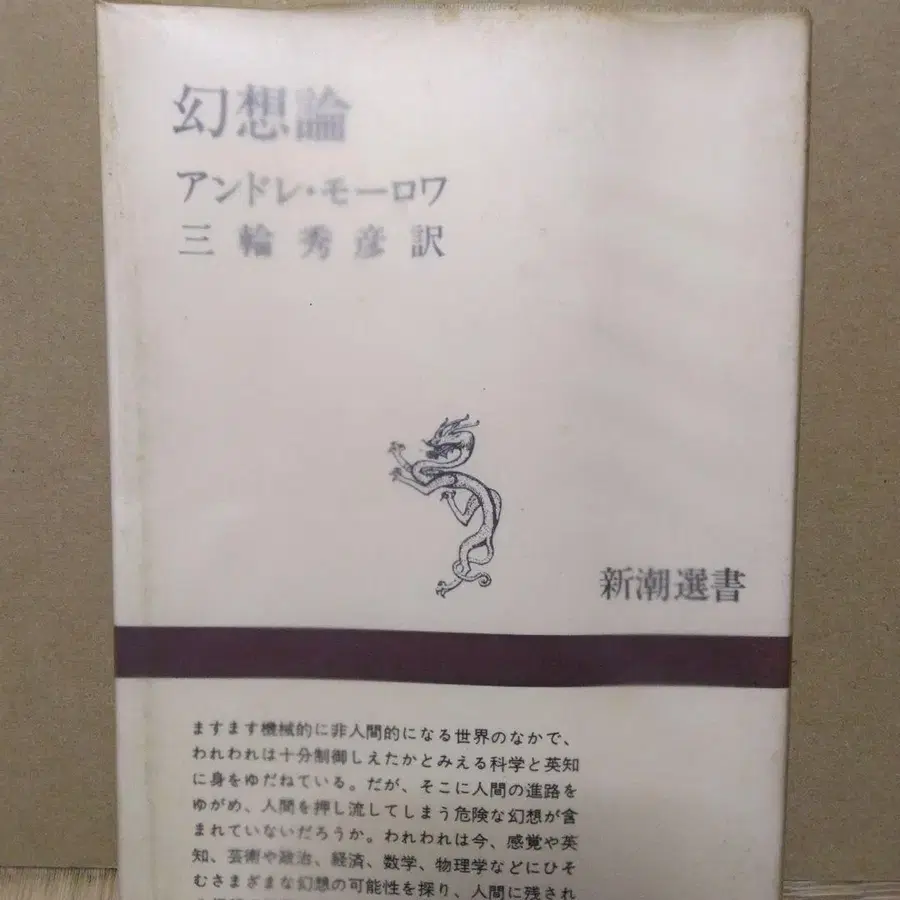 幻想論
アンドレ・モーロワ
三輪秀彦訳
新潮選書
ますます機械的に非人間的になる世界のなかで、
われわれは十分制御しえたかとみえる科学と英知
に身をゆだねている。だが、そこに人間の進路を
ゆがめ、人間を押し流してしまう危険な幻想が含
まれていないだろうか。われわれは今、感覚や英
知、芸術や政治、経済、数学、物理学などにひそ
むさまざまな幻想の可能性を探り、人間に残され